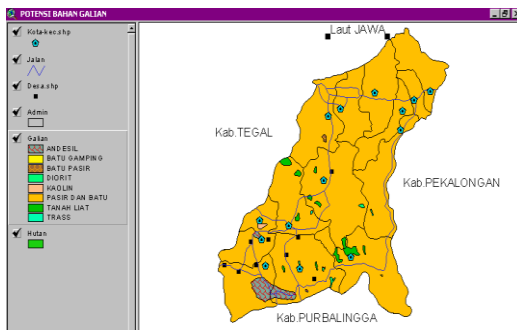 POTENSI BAHAN GALIAN
Kota-kec.shp
Jalan
Desa.shp
Admin
Galian
ANDESIL
BATU GAMPING
BATU PASIR
DIORIT
KAOLIN
PASIR DAN BATU
TANAH LIAT
TRASS
Hutan
Laut JAWA
Kab.TEGAL
Kab.PEKALONGAN
Kab.PURBALINGGA